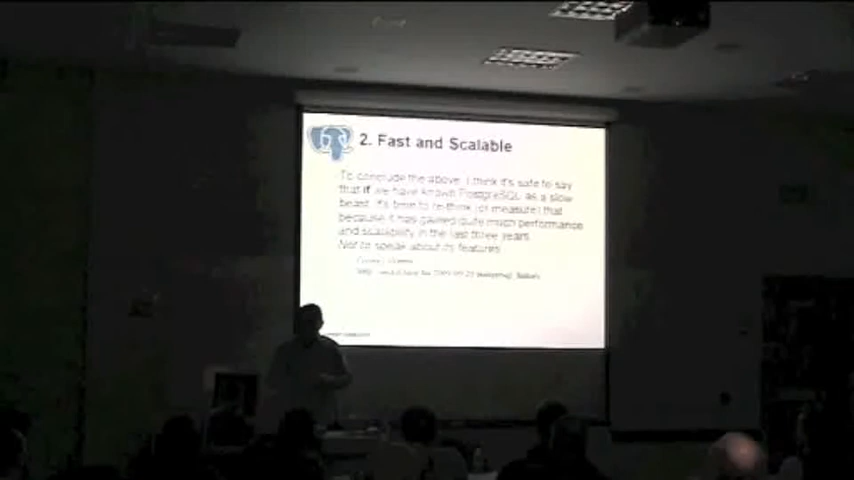 2. Fast and Scalable
To conclude the above, I think it's safe to say
that if we have known PostgreSQL as a slow
beast, it's time to re-think (or measure) that
because it has gained quite much performance
and scalability in the last three years.
Not to speak about its features